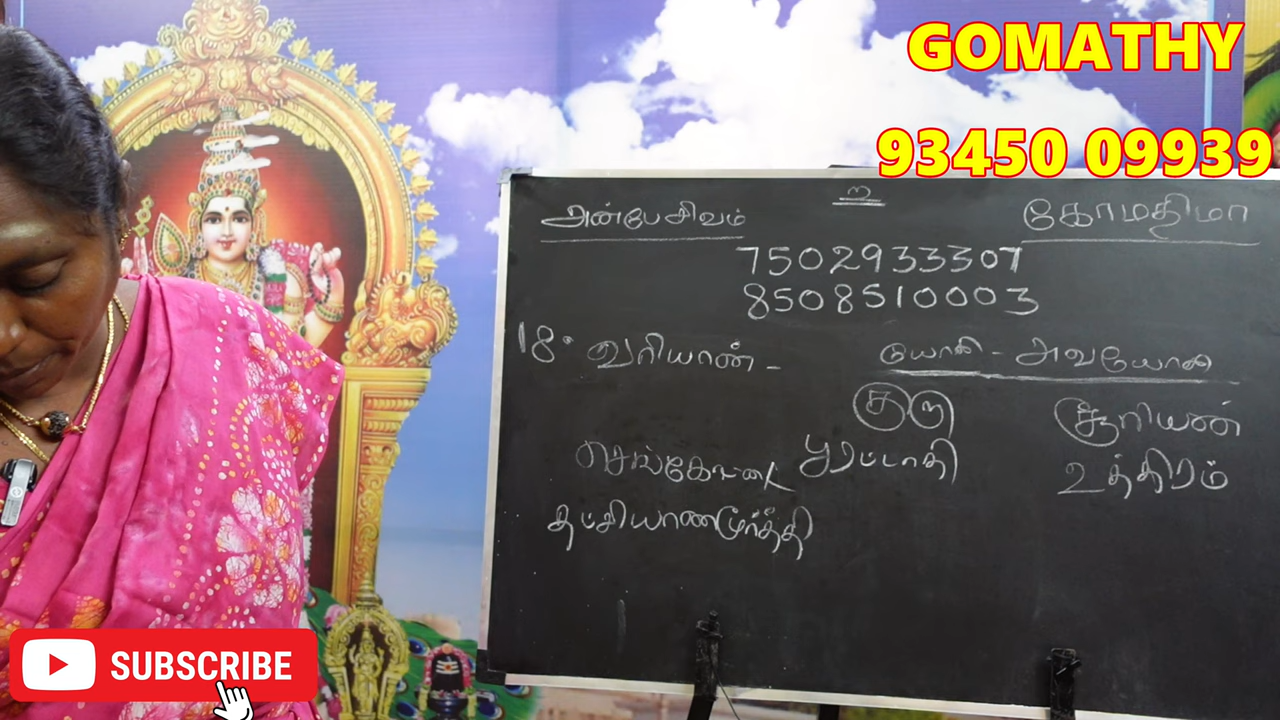 GOMATHY
93450 09939
உ
அன்பேசிவம்
கோமதிமா
7502933307
8508510003
18. வரியான் -
யோகி - அவயோகி
குரு
சூரியன்
செங்கோட்டை
பூரட்டாதி
உத்திரம்
தட்சியாணமூர்த்தி
SUBSCRIBE